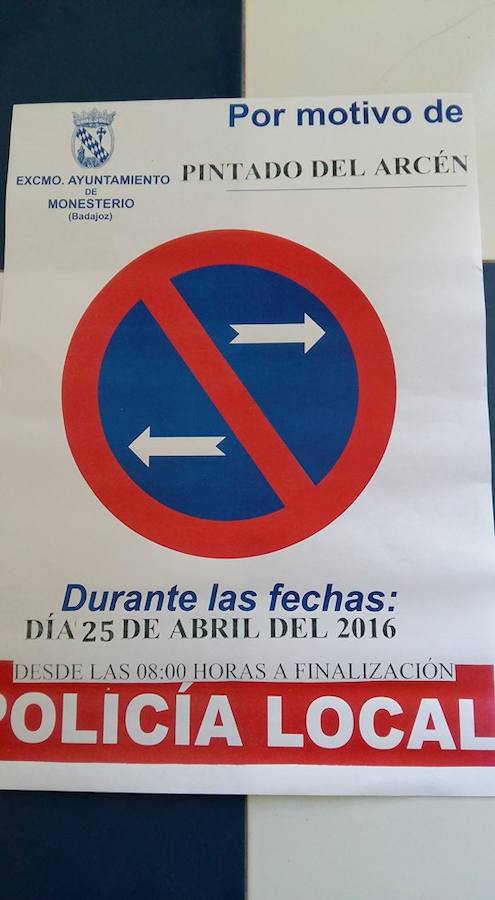 Por motivo de
PINTADO DEL ARCÉN
EXCMO. AYUNTAMIENTO
DE
MONESTERIO
(Badajoz)
Durante las fechas:
DÍA 25 DE ABRIL DEL 2016
DESDE LAS 08:00 HORAS A FINALIZACIÓN
POLICÍA LOCAL